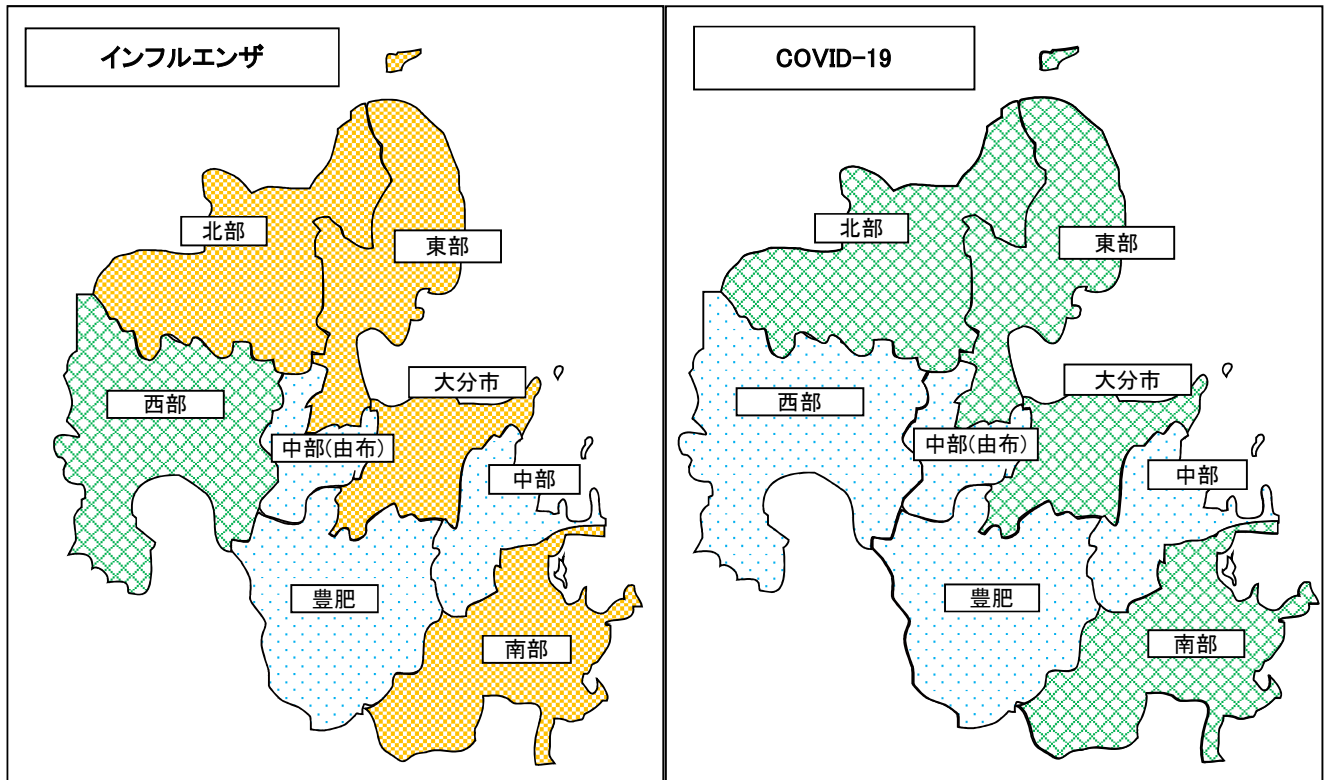 インフルエンザ
北部
東部
大分市
西部
中部(由布)
中部
豊肥
南部
COVID-19
北部
東部
大分市
西部
中部(由布)
中部
豊肥
南部